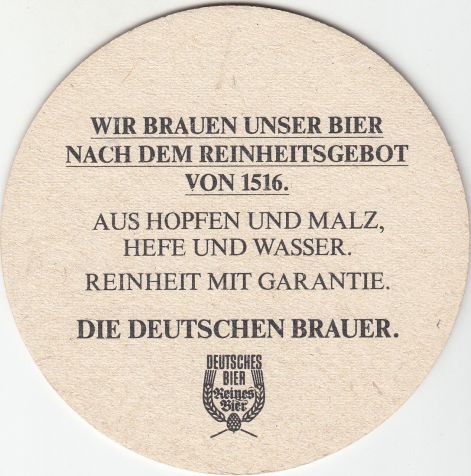 WIR BRAUEN UNSER BIER
NACH DEM REINHEITSGEBOT
VON 1516.
AUS HOPFEN UND MALZ,
HEFE UND WASSER.
REINHEIT MIT GARANTIE.
DIE DEUTSCHEN BRAUER.
DEUTSCHES
BIER
Reines
Bier